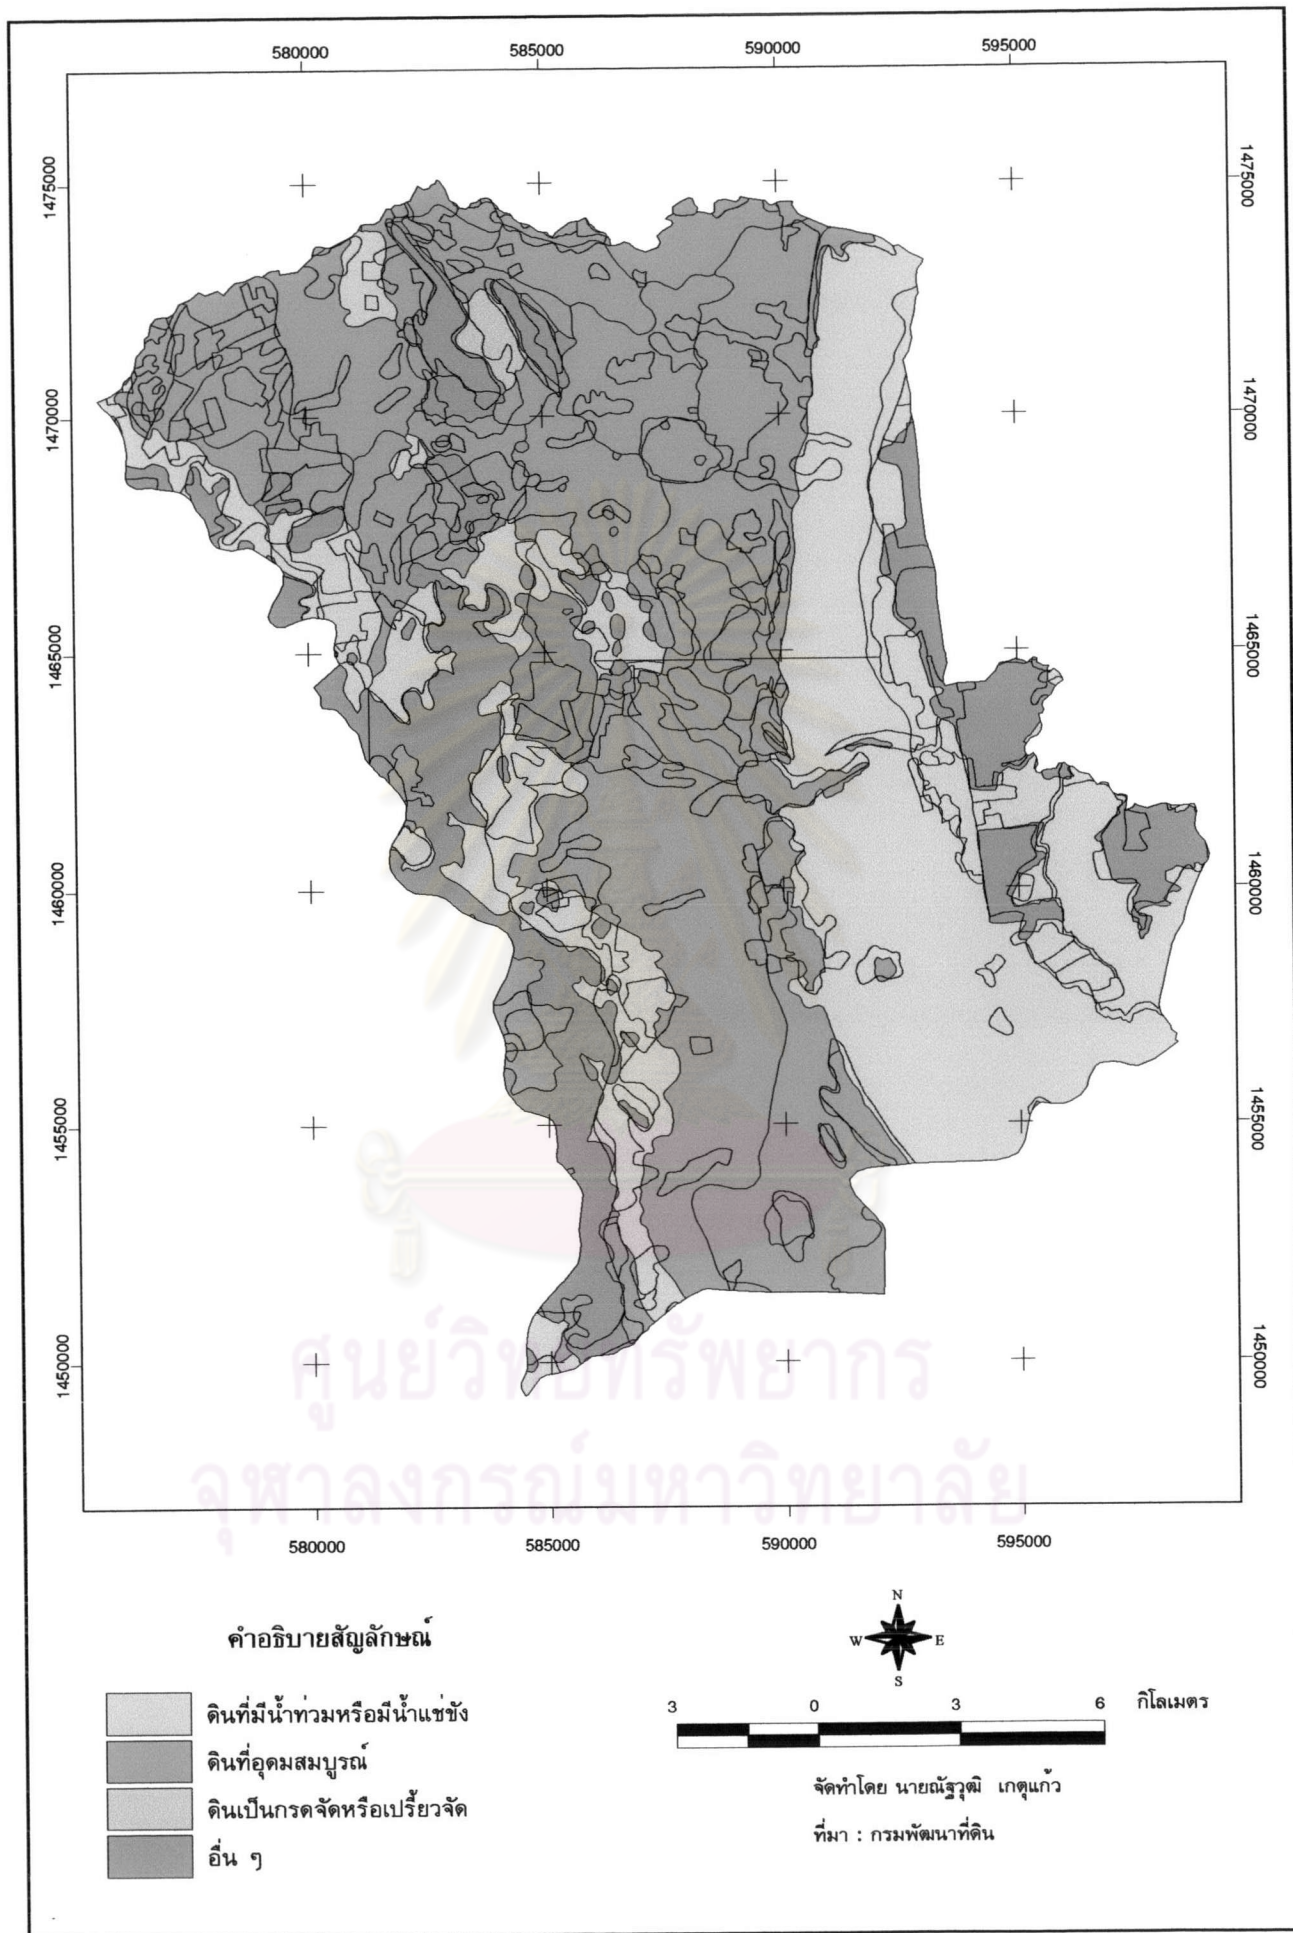 580000 585000 590000 595000
1475000 1475000
1470000 1470000
1465000 1465000
1460000 1460000
1455000 1455000
1450000 1450000
ศูนย์วิทยทรัพยากร
จุฬาลงกรณ์มหาวิทยาลัย
580000 585000 590000 595000
คำอธิบายสัญลักษณ์
ดินที่มีน้ำท่วมหรือมีน้ำแช่ขัง
ดินที่อุดมสมบูรณ์
ดินเป็นกรดจัดหรือเปรี้ยวจัด
อื่น ๆ
N
W E
S
3 0 3 6 กิโลเมตร
จัดทำโดย นายณัฐวุฒิ เกตุแก้ว
ที่มา : กรมพัฒนาที่ดิน